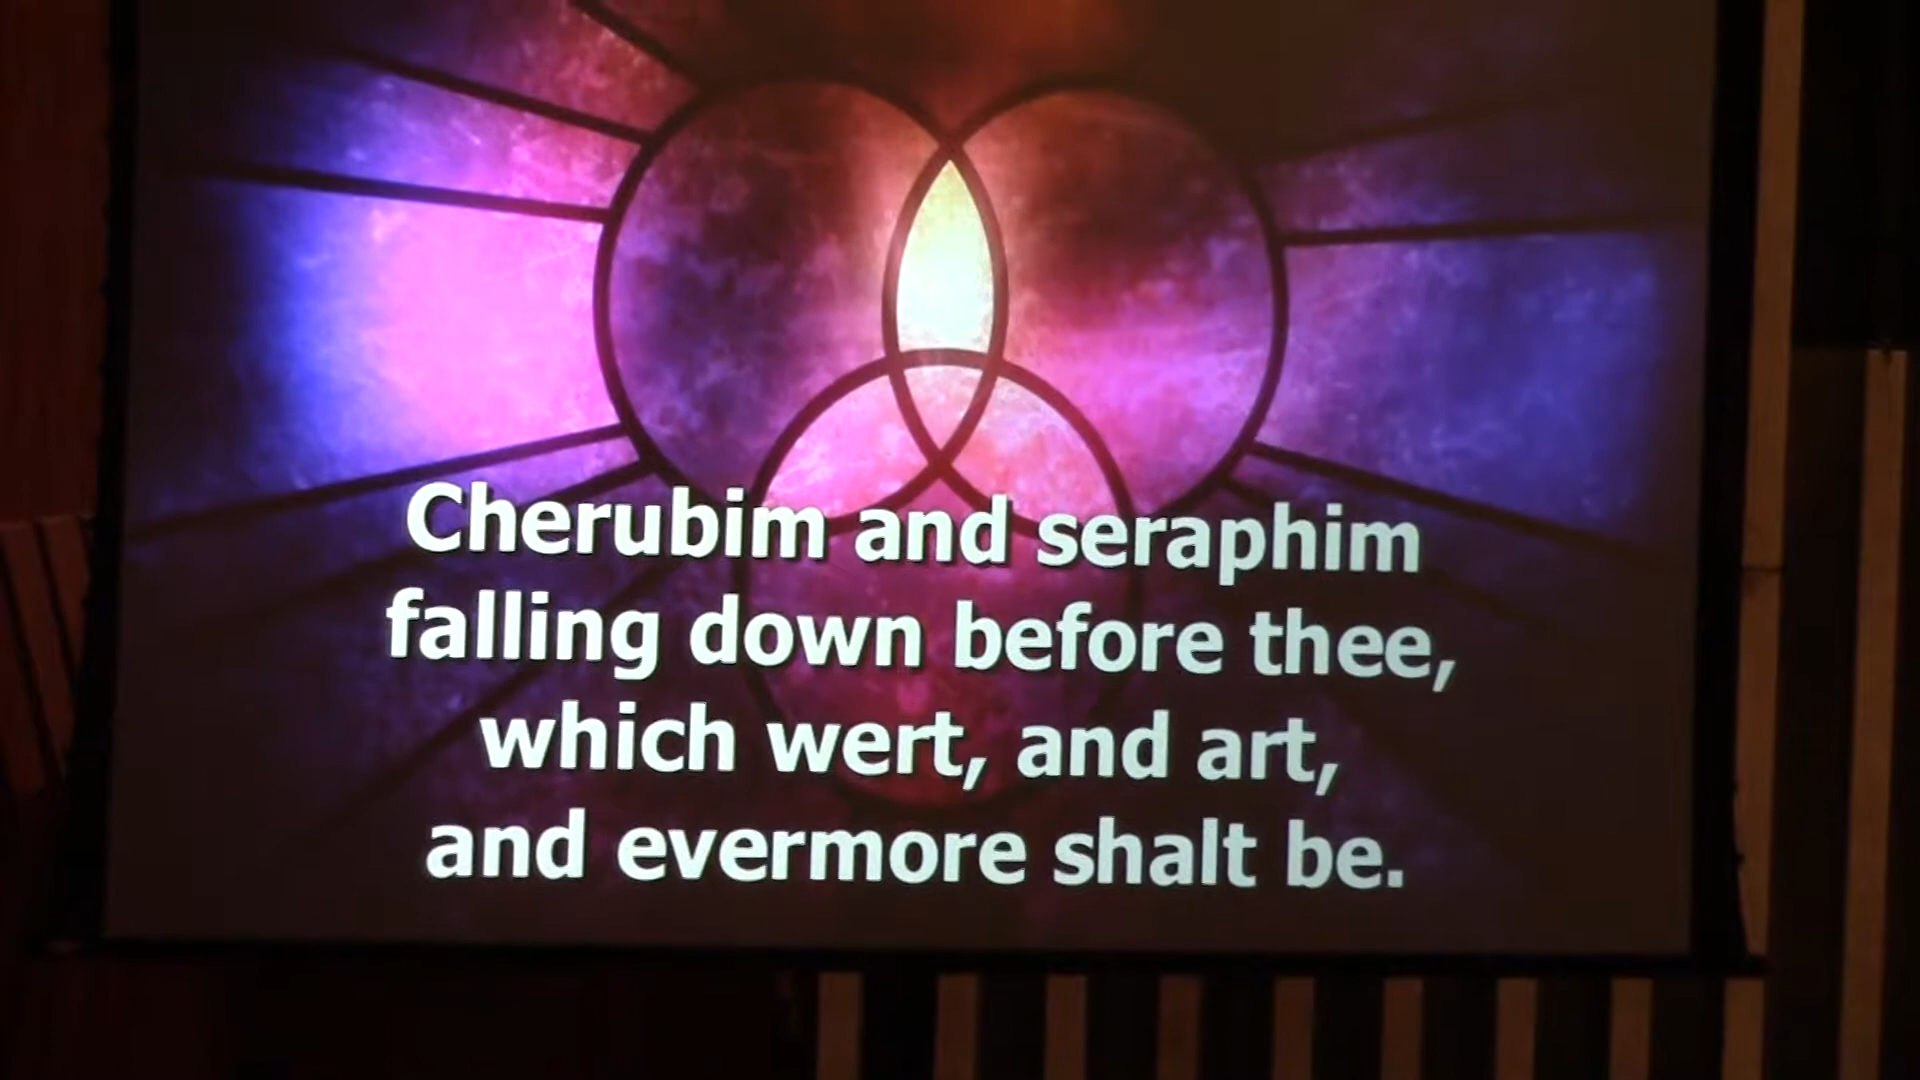 Cherubim and seraphim
falling down before thee,
which wert, and art,
and evermore shalt be.